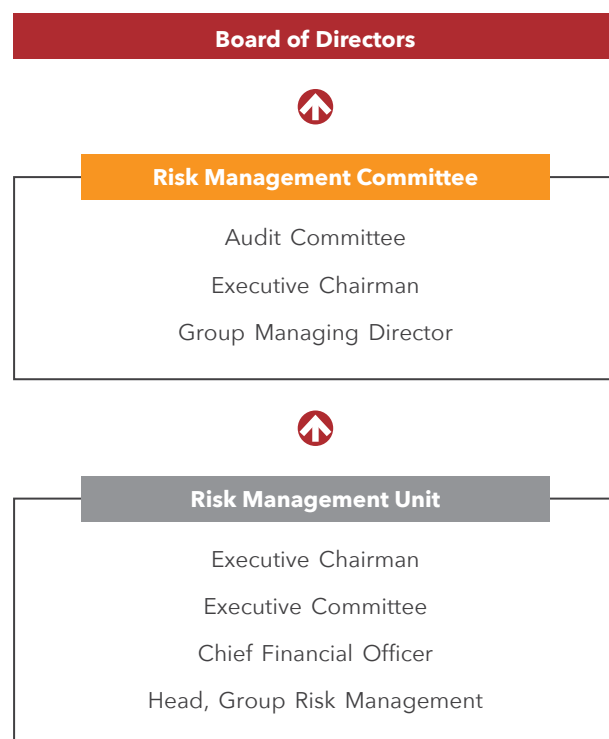 Board of Directors
Risk Management Committee
Audit Committee
Executive Chairman
Group Managing Director
Risk Management Unit
Executive Chairman
Executive Committee
Chief Financial Officer
Head, Group Risk Management